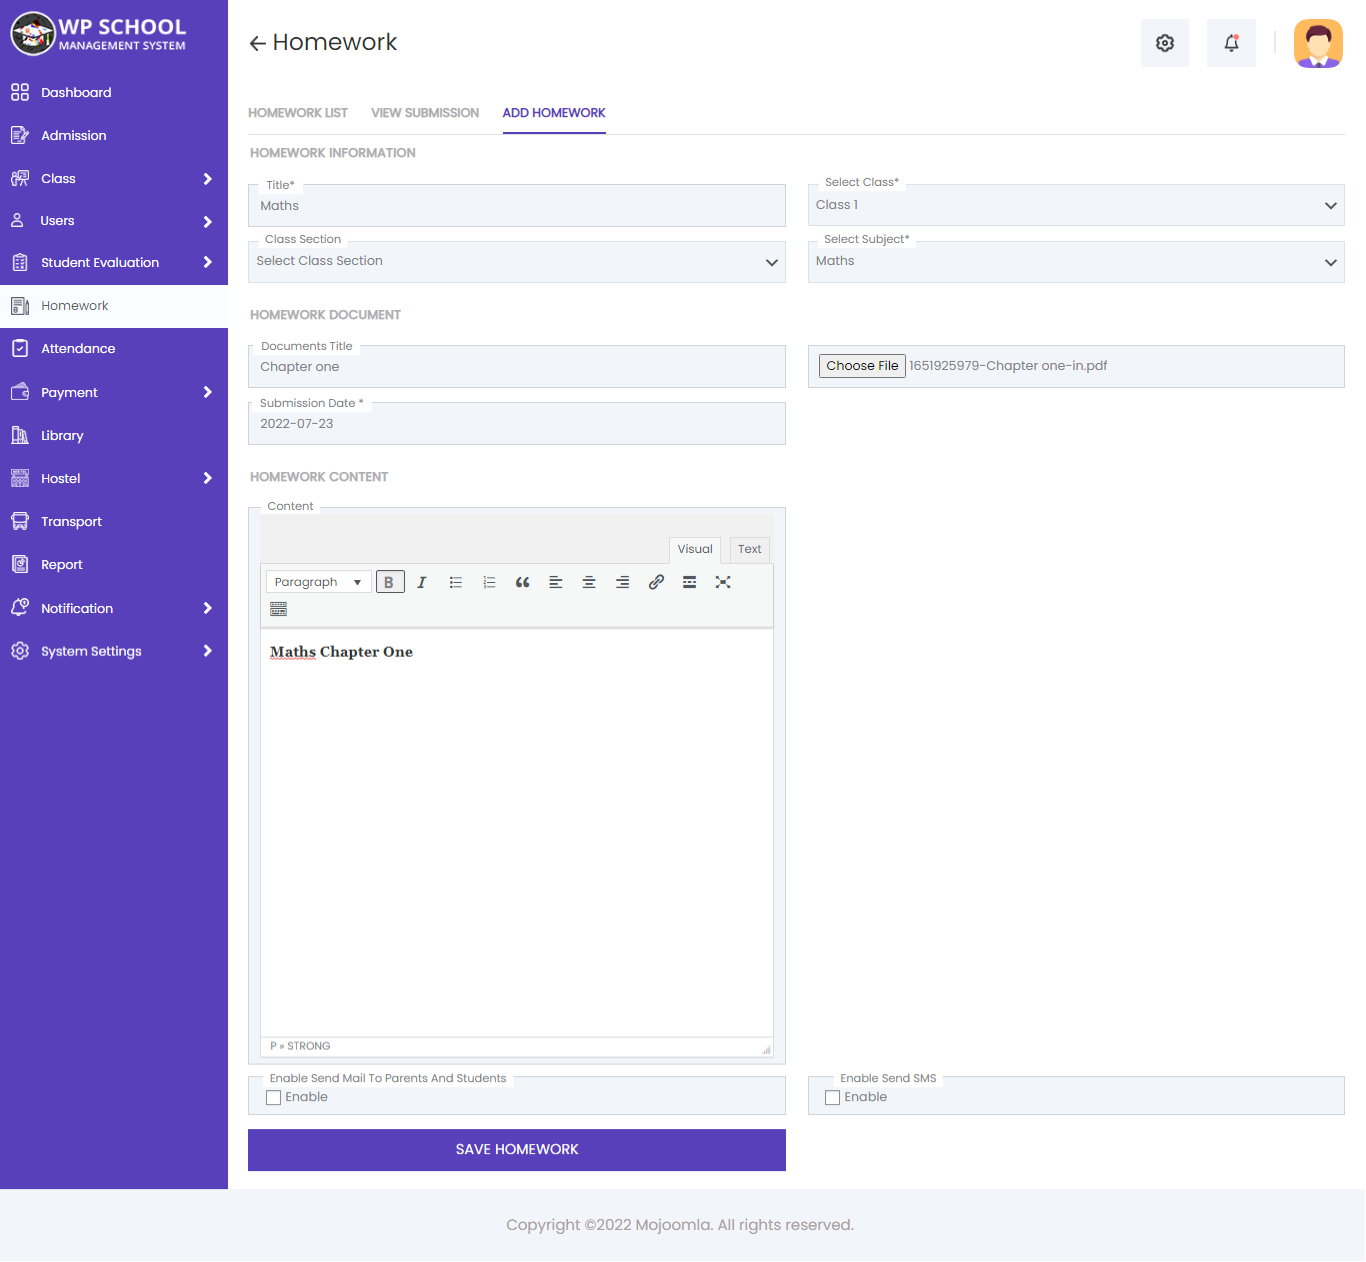 WP SCHOOL
MANAGEMENT SYSTEM
Dashboard
Admission
Class
Users
Student Evaluation
Homework
Attendance
Payment
Library
Hostel
Transport
Report
Notification
System Settings
Homework
HOMEWORK LIST VIEW SUBMISSION ADD HOMEWORK
HOMEWORK INFORMATION
Title*
Maths
Select Class*
Class 1
Class Section
Select Class Section
Select Subject*
Maths
HOMEWORK DOCUMENT
Documents Title
Chapter one
Choose File 1651925979-Chapter one-in.pdf
Submission Date *
2022-07-23
HOMEWORK CONTENT
Content
Visual Text
Paragraph B I
Maths Chapter One
P » STRONG
Enable Send Mail To Parents And Students
Enable
Enable Send SMS
Enable
SAVE HOMEWORK
Copyright ©2022 Mojoomla. All rights reserved.